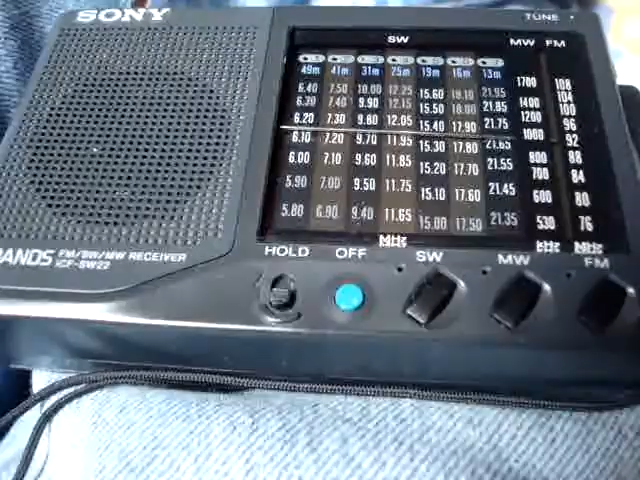 SONY
TUNE
SW MW FM
49m 41m 31m 25m 19m 16m 13m
6.40 7.50 10.00 12.25 15.60 18.10 21.95 1700 108
6.30 7.40 9.90 12.15 15.50 18.00 21.85 1400 104
6.20 7.30 9.80 12.05 15.40 17.90 21.75 1200 100
6.10 7.20 9.70 11.95 15.30 17.80 21.65 1000 96
6.00 7.10 9.60 11.85 15.20 17.70 21.55 800 92
5.90 7.00 9.50 11.75 15.10 17.60 21.45 700 88
5.80 6.90 9.40 11.65 15.00 17.50 21.35 600 84
530 80
76
MHz kHz MHz
BANDS FM/SW/MW RECEIVER
ICF-SW22
HOLD OFF SW MW FM